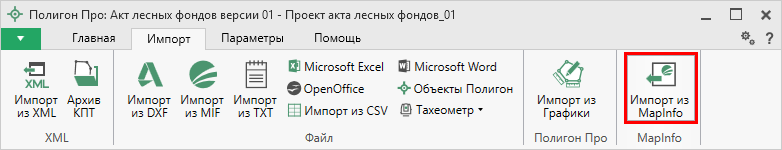 Полигон Про: Акт лесных фондов версии 01 - Проект акта лесных фондов_01
Главная Импорт Параметры Помощь
XML
Импорт
из XML
Архив
КПТ
XML
Импорт
из DXF
Импорт
из MIF
Импорт
из TXT
Microsoft Excel
OpenOffice
Импорт из CSV
Microsoft Word
Объекты Полигон
Тахеометр
Файл
Импорт из
Графики
Полигон Про
Импорт из
MapInfo
MapInfo